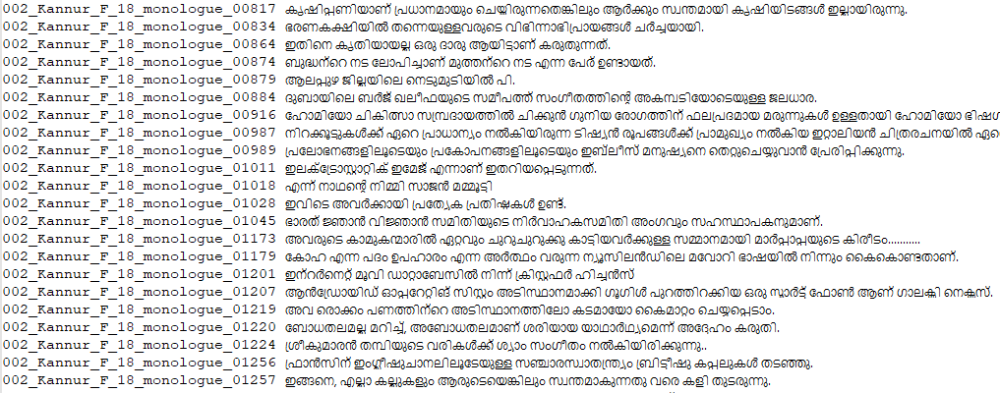 002_Kannur_F_18_monologue_00817 കൃഷിപ്പണിയാണ് പ്രധാനമായും ചെയ്തിരുന്നതെങ്കിലും ആർക്കും സ്വന്തമായി കൃഷിയിടങ്ങൾ ഇല്ലായിരുന്നു.
002_Kannur_F_18_monologue_00834 ഭരണകക്ഷിയിൽ തന്നെയുള്ളവരുടെ വിഭിന്നാഭിപ്രായങ്ങൾ ചർച്ചയായി.
002_Kannur_F_18_monologue_00864 ഇതിനെ കൃതിയായല്ല ഒരു ദാരു ആയിട്ടാണ് കരുതുന്നത്.
002_Kannur_F_18_monologue_00874 ബുദ്ധൻറെ നട ലോപിച്ചാണ് മുത്തൻറെ നട എന്ന പേര് ഉണ്ടായത്.
002_Kannur_F_18_monologue_00879 ആലപ്പുഴ ജില്ലയിലെ നെടുമുടിയിൽ പി.
002_Kannur_F_18_monologue_00884 ദുബായിലെ ബർജ് ഖലീഫയുടെ സമീപത്ത് സംഗീതത്തിന്റെ അകമ്പടിയോടെയുള്ള ജലധാര.
002_Kannur_F_18_monologue_00916 ഹോമിയോ ചികിത്സാ സമ്പ്രദായത്തിൽ ചിക്കുൻ ഗുനിയ രോഗത്തിന് ഫലപ്രദമായ മരുന്നുകൾ ഉള്ളതായി ഹോമിയോ ഭിഷഗ
002_Kannur_F_18_monologue_00987 നിറക്കൂട്ടുകൾക്ക് ഏറെ പ്രാധാന്യം നൽകിയിരുന്ന ടിഷ്യൻ രൂപങ്ങൾക്ക് പ്രാമുഖ്യം നൽകിയ ഇറ്റാലിയൻ ചിത്രരചനയിൽ ഏറെ
002_Kannur_F_18_monologue_00989 പ്രലോഭനങ്ങളിലൂടെയും പ്രകോപനങ്ങളിലൂടെയും ഇബ്‌ലീസ് മനുഷ്യനെ തെറ്റുചെയ്യുവാൻ പ്രേരിപ്പിക്കുന്നു.
002_Kannur_F_18_monologue_01011 ഇലക്ട്രോസ്റ്റാറ്റിക് ഇമേജ് എന്നാണ് ഇതറിയപ്പെടുന്നത്.
002_Kannur_F_18_monologue_01018 എന്ന് നാഥന്റെ നിമ്മി സാജൻ മമ്മൂട്ടി
002_Kannur_F_18_monologue_01028 ഇവിടെ അവർക്കായി പ്രത്യേക പ്രതിഷ്ഠകൾ ഉണ്ട്.
002_Kannur_F_18_monologue_01045 ഭാരത് ജ്ഞാൻ വിജ്ഞാൻ സമിതിയുടെ നിർവാഹകസമിതി അംഗവും സഹസ്ഥാപകനുമാണ്.
002_Kannur_F_18_monologue_01173 അവരുടെ കാമുകന്മാരിൽ ഏറ്റവും ചുറുചുറുക്കു കാട്ടിയവർക്കുള്ള സമ്മാനമായി മാർപ്പാപ്പയുടെ കിരീടം...........
002_Kannur_F_18_monologue_01179 കോഹ എന്ന പദം ഉപഹാരം എന്ന അർത്ഥം വരുന്ന ന്യൂസിലൻഡിലെ മവോറി ഭാഷയിൽ നിന്നും കൈകൊണ്ടതാണ്.
002_Kannur_F_18_monologue_01201 ഇന്റർനെറ്റ് മൂവി ഡാറ്റാബേസിൽ നിന്ന് ക്രിസ്റ്റഫർ ഹിച്ചൻസ്
002_Kannur_F_18_monologue_01207 ആൻഡ്രോയിഡ് ഓപ്പറേറ്റിങ് സിസ്റ്റം അടിസ്ഥാനമാക്കി ഗൂഗിൾ പുറത്തിറക്കിയ ഒരു സ്മാർട്ട് ഫോൺ ആണ് ഗാലക്സി നെക്സസ്.
002_Kannur_F_18_monologue_01219 അവ രൊക്കം പണത്തിൻറെ അടിസ്ഥാനത്തിലോ കടമായോ കൈമാറ്റം ചെയ്യപ്പെടാം.
002_Kannur_F_18_monologue_01220 ബോധതലമല്ല മറിച്ച്, അബോധതലമാണ് ശരിയായ യാഥാർഥ്യമെന്ന് അദ്ദേഹം കരുതി.
002_Kannur_F_18_monologue_01224 ശ്രീകുമാരൻ തമ്പിയുടെ വരികൾക്ക് ശ്യാം സംഗീതം നൽകിയിരിക്കുന്നു..
002_Kannur_F_18_monologue_01256 ഫ്രാൻസിന് ഇംഗ്ലീഷുചാനലിലൂടേയുള്ള സഞ്ചാരസ്വാതന്ത്ര്യം ബ്രിട്ടീഷു കപ്പലുകൾ തടഞ്ഞു.
002_Kannur_F_18_monologue_01257 ഇങ്ങനെ, എല്ലാ കല്ലുകളും ആരുടെയെങ്കിലും സ്വന്തമാകുന്നതു വരെ കളി തുടരുന്നു.